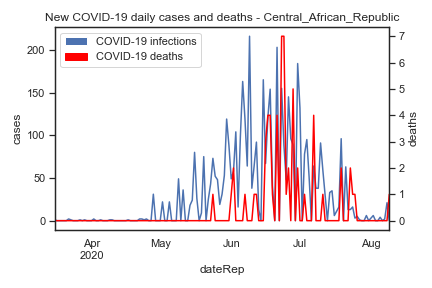 New COVID-19 daily cases and deaths - Central_African_Republic
COVID-19 infections
COVID-19 deaths
200
150
100
50
0
cases
7
6
5
4
3
2
1
0
deaths
Apr
2020
May
Jun
Jul
Aug
dateRep